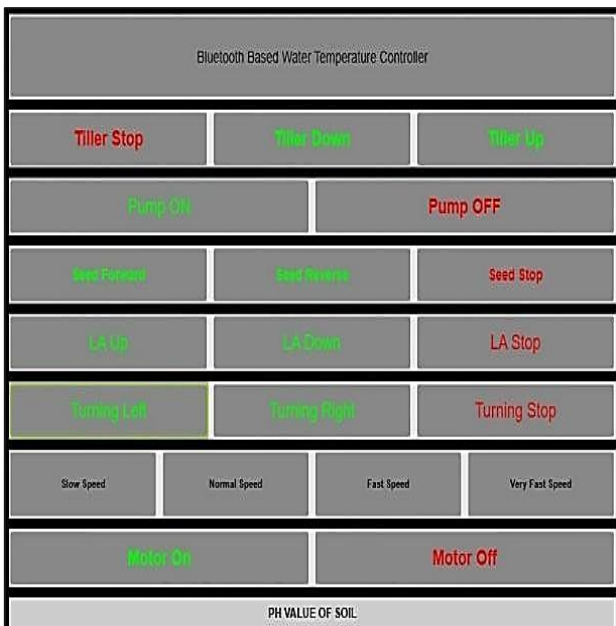 Bluetooth Based Water Temperature Controller
Tiller Stop Tiller Down Tiller Up
Pump ON Pump OFF
Seed Forward Seed Reverse Seed Stop
LA Up LA Down LA Stop
Turning Left Turning Right Turning Stop
Slow Speed Normal Speed Fast Speed Very Fast Speed
Motor On Motor Off
PH VALUE OF SOIL